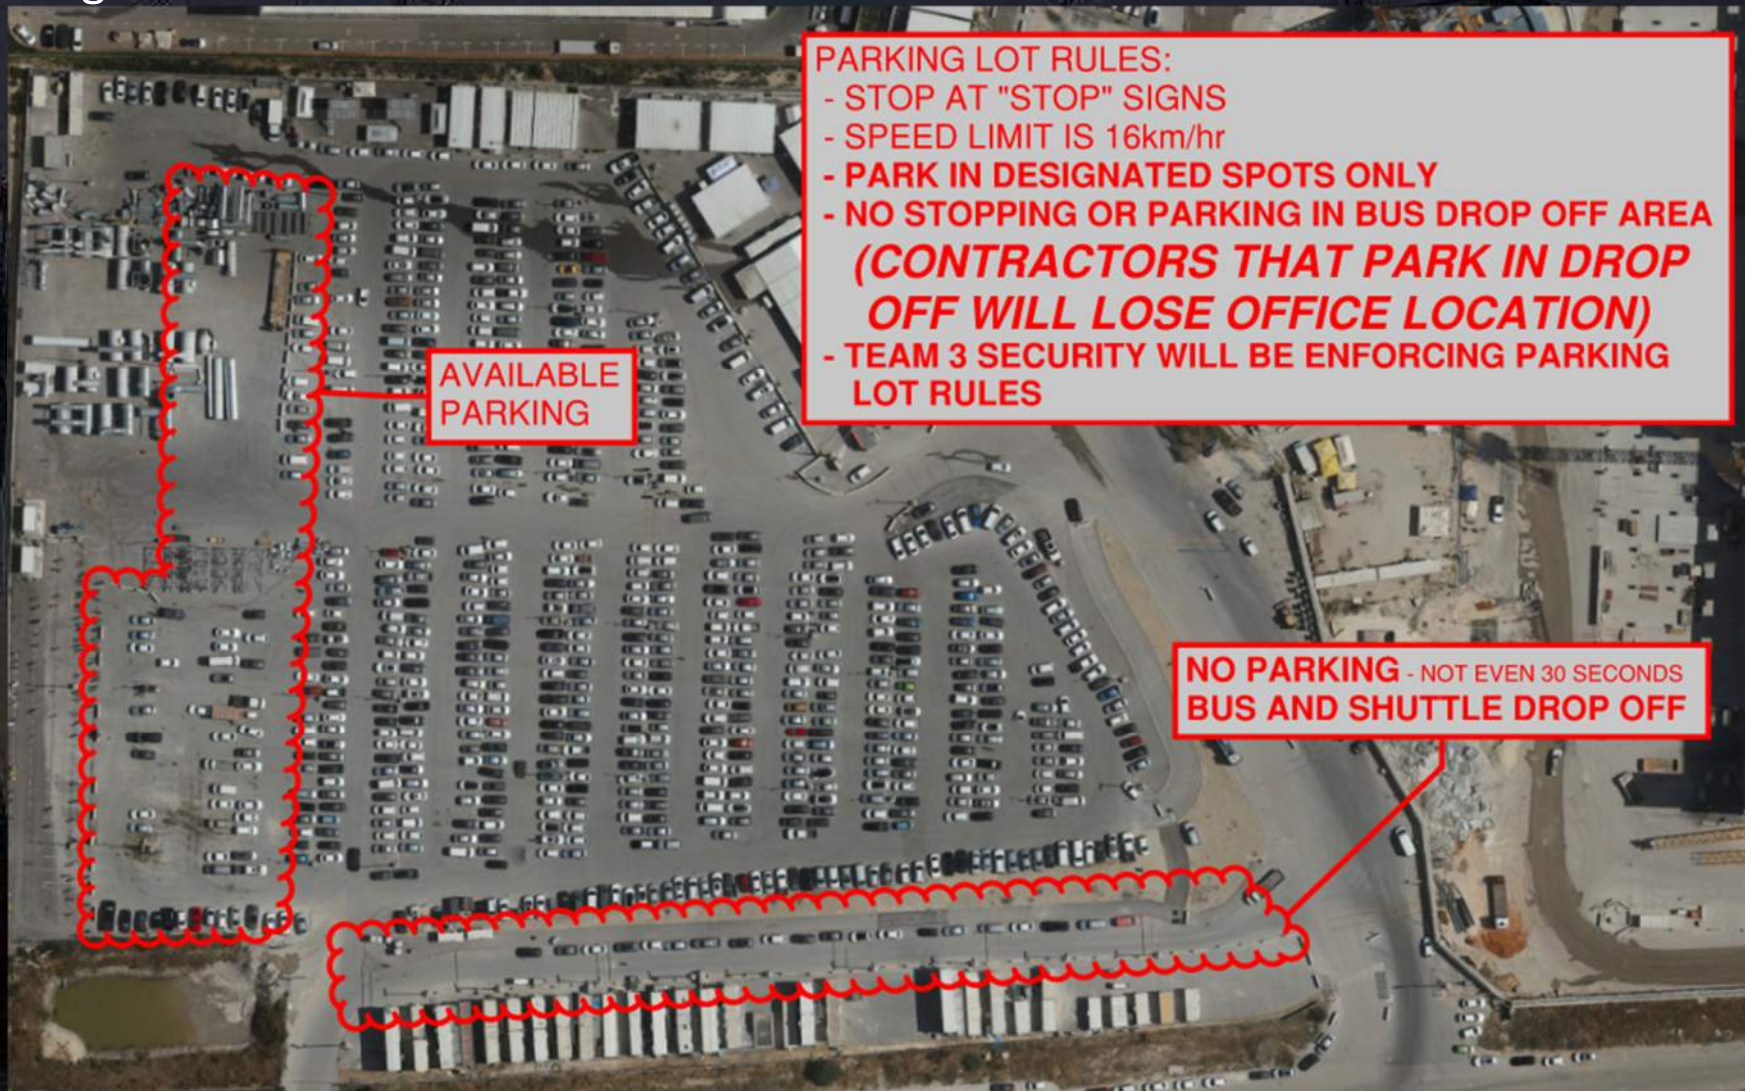 PARKING LOT RULES:
- STOP AT "STOP" SIGNS
- SPEED LIMIT IS 16km/hr
- PARK IN DESIGNATED SPOTS ONLY
- NO STOPPING OR PARKING IN BUS DROP OFF AREA
(CONTRACTORS THAT PARK IN DROP
OFF WILL LOSE OFFICE LOCATION)
- TEAM 3 SECURITY WILL BE ENFORCING PARKING
LOT RULES
AVAILABLE
PARKING
NO PARKING - NOT EVEN 30 SECONDS
BUS AND SHUTTLE DROP OFF